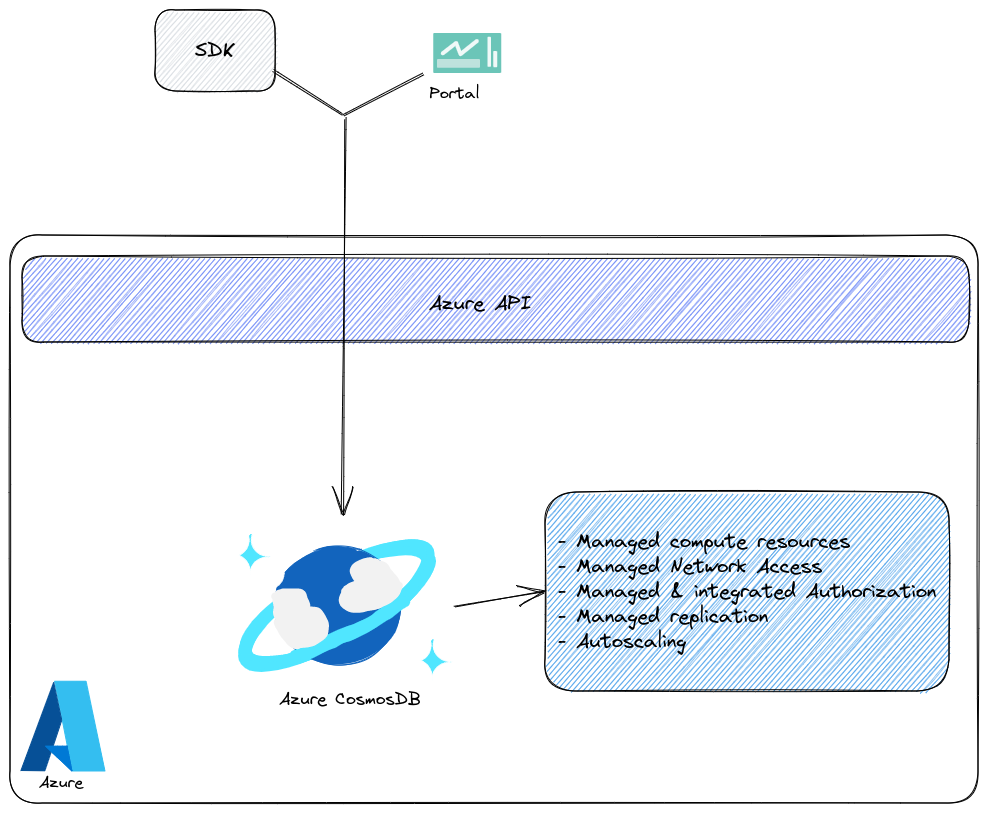 SDK
Portal
Azure API
- Managed compute resources
- Managed Network Access
- Managed & integrated Authorization
- Managed replication
- Autoscaling
Azure CosmosDB
Azure